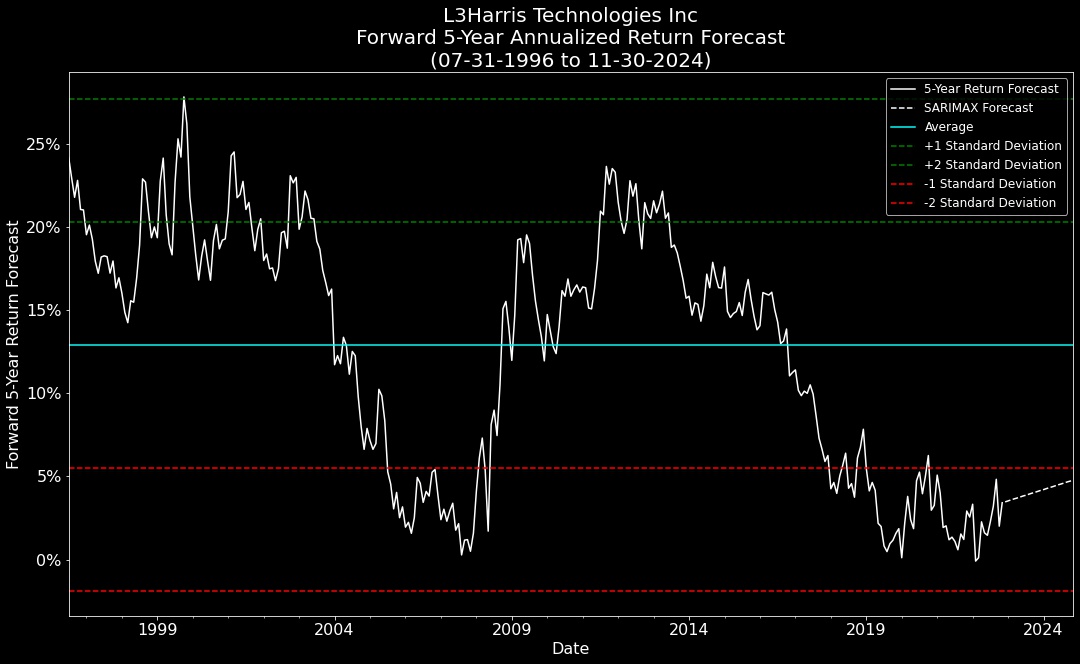 L3Harris Technologies Inc
Forward 5-Year Annualized Return Forecast
(07-31-1996 to 11-30-2024)
5-Year Return Forecast
SARIMAX Forecast
Average
+1 Standard Deviation
+2 Standard Deviation
-1 Standard Deviation
-2 Standard Deviation
Forward 5-Year Return Forecast
25%
20%
15%
10%
5%
0%
1999 2004 2009 2014 2019 2024
Date